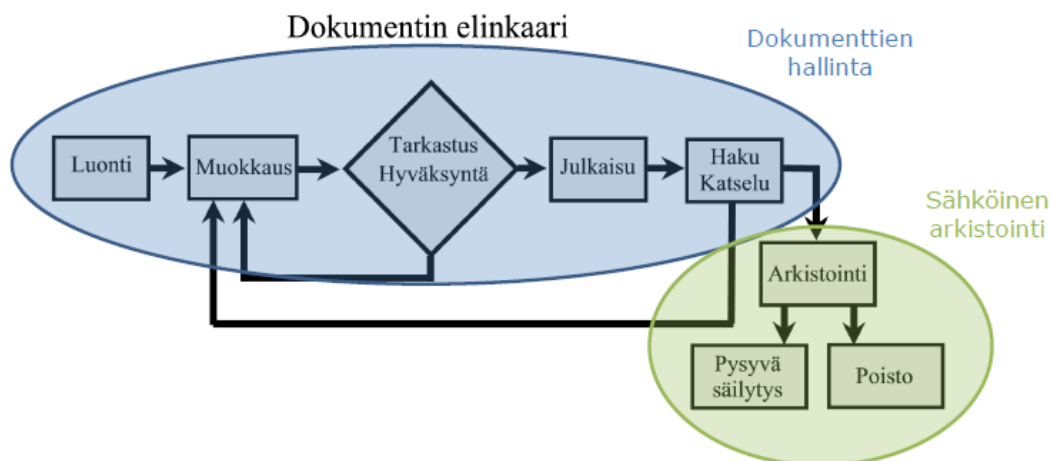 Dokumentin elinkaari
Dokumenttien
hallinta
Luonti
Muokkaus
Tarkastus
Hyväksyntä
Julkaisu
Haku
Katselu
Sähköinen
arkistointi
Arkistointi
Pysyvä
säilytys
Poisto